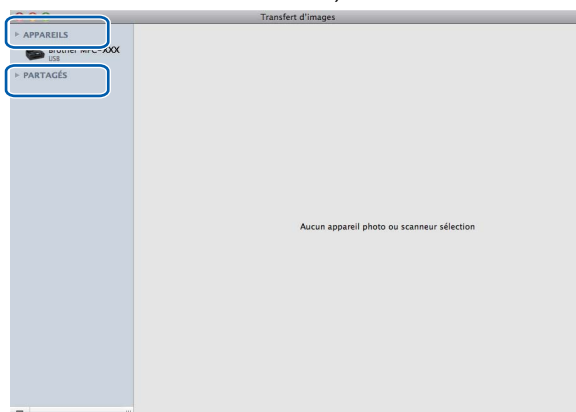 Transfert d'images
APPAREILS
Brother MFC-XXX
USB
PARTAGÉS
Aucun appareil photo ou scanneur sélection